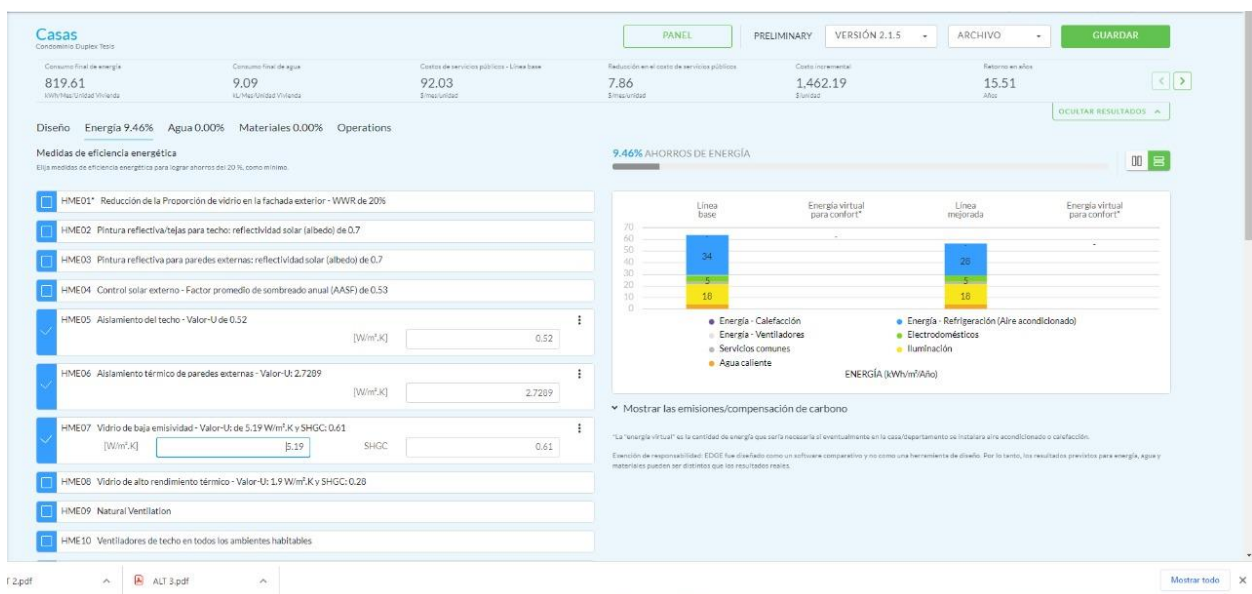 Casas
Condominio Duplex Tesis
PANEL
PRELIMINARY
VERSIÓN 2.1.5
ARCHIVO
GUARDAR
Consumo final de energía
819.61
kWh/Mes/Unidad Vivienda
Consumo final de agua
9.09
kL/Mes/Unidad Vivienda
Costos de servicios públicos - Línea base
92.03
$/mes/unidad
Reducción en el costo de servicios públicos
7.86
$/mes/unidad
Costo incremental
1,462.19
$/unidad
Retorno en años
15.51
Años
OCULTAR RESULTADOS
Diseño Energía 9.46% Agua 0.00% Materiales 0.00% Operations
Medidas de eficiencia energética
Elija medidas de eficiencia energética para lograr ahorros del 20 %, como mínimo.
HME01* Reducción de la Proporción de vidrio en la fachada exterior - WWR de 20%
HME02 Pintura reflectiva/tejas para techo: reflectividad solar (albedo) de 0.7
HME03 Pintura reflectiva para paredes externas: reflectividad solar (albedo) de 0.7
HME04 Control solar externo - Factor promedio de sombreado anual (AASF) de 0.53
HME05 Aislamiento del techo - Valor-U de 0.52
[W/m².K] 0.52
HME06 Aislamiento térmico de paredes externas - Valor-U: 2.7289
[W/m².K] 2.7289
HME07 Vidrio de baja emisividad - Valor-U: de 5.19 W/m².K y SHGC: 0.61
[W/m².K] 5.19 SHGC 0.61
HME08 Vidrio de alto rendimiento térmico - Valor-U: 1.9 W/m².K y SHGC: 0.28
HME09 Natural Ventilation
HME10 Ventiladores de techo en todos los ambientes habitables
9.46% AHORROS DE ENERGÍA
Línea base
Energía virtual para confort*
Línea mejorada
Energía virtual para confort*
70
60
50
40
30
20
10
0
34
5
18
28
5
18
Energía - Calefacción
Energía - Refrigeración (Aire acondicionado)
Energía - Ventiladores
Electrodomésticos
Servicios comunes
Iluminación
Agua caliente
ENERGÍA (kWh/m²/Año)
Mostrar las emisiones/compensación de carbono
*La "energía virtual" es la cantidad de energía que sería necesaria si eventualmente en la casa/departamento se instalara aire acondicionado o calefacción.
Exención de responsabilidad: EDGE fue diseñado como un software comparativo y no como una herramienta de diseño. Por lo tanto, los resultados previstos para energía, agua y
materiales pueden ser distintos que los resultados reales.
T 2.pdf
ALT 3.pdf
Mostrar todo